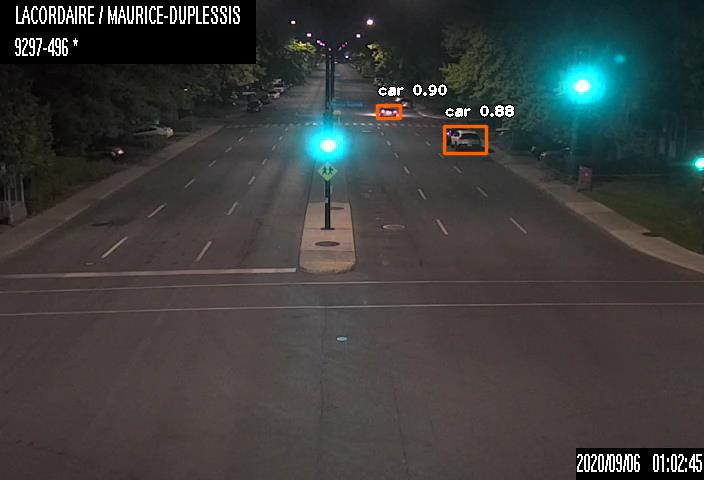 LACORDAIRE / MAURICE-DUPLESSIS
9297-496 *
car 0.90
car 0.88
2020/09/06 01:02:45